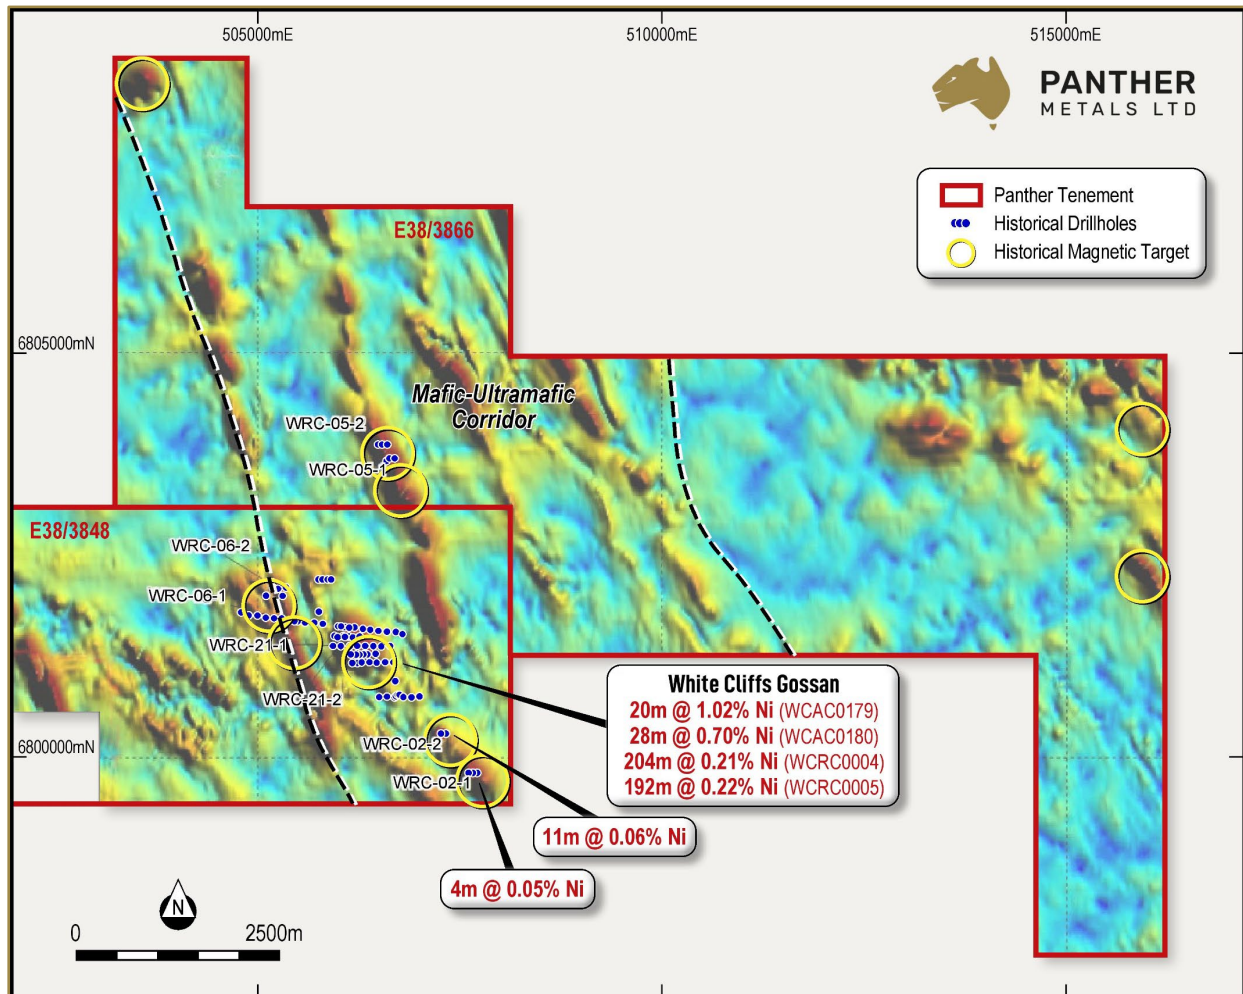 505000mE
510000mE
515000mE
PANTHER
METALS LTD
Panther Tenement
Historical Drillholes
Historical Magnetic Target
E38/3866
6805000mN
Mafic-Ultramafic
Corridor
WRC-05-2
WRC-05-1
E38/3848
WRC-06-2
WRC-06-1
WRC-21-1
WRC-21-2
White Cliffs Gossan
20m @ 1.02% Ni (WCAC0179)
28m @ 0.70% Ni (WCAC0180)
204m @ 0.21% Ni (WCRC0004)
192m @ 0.22% Ni (WCRC0005)
6800000mN
WRC-02-2
WRC-02-1
11m @ 0.06% Ni
4m @ 0.05% Ni
N
0 2500m